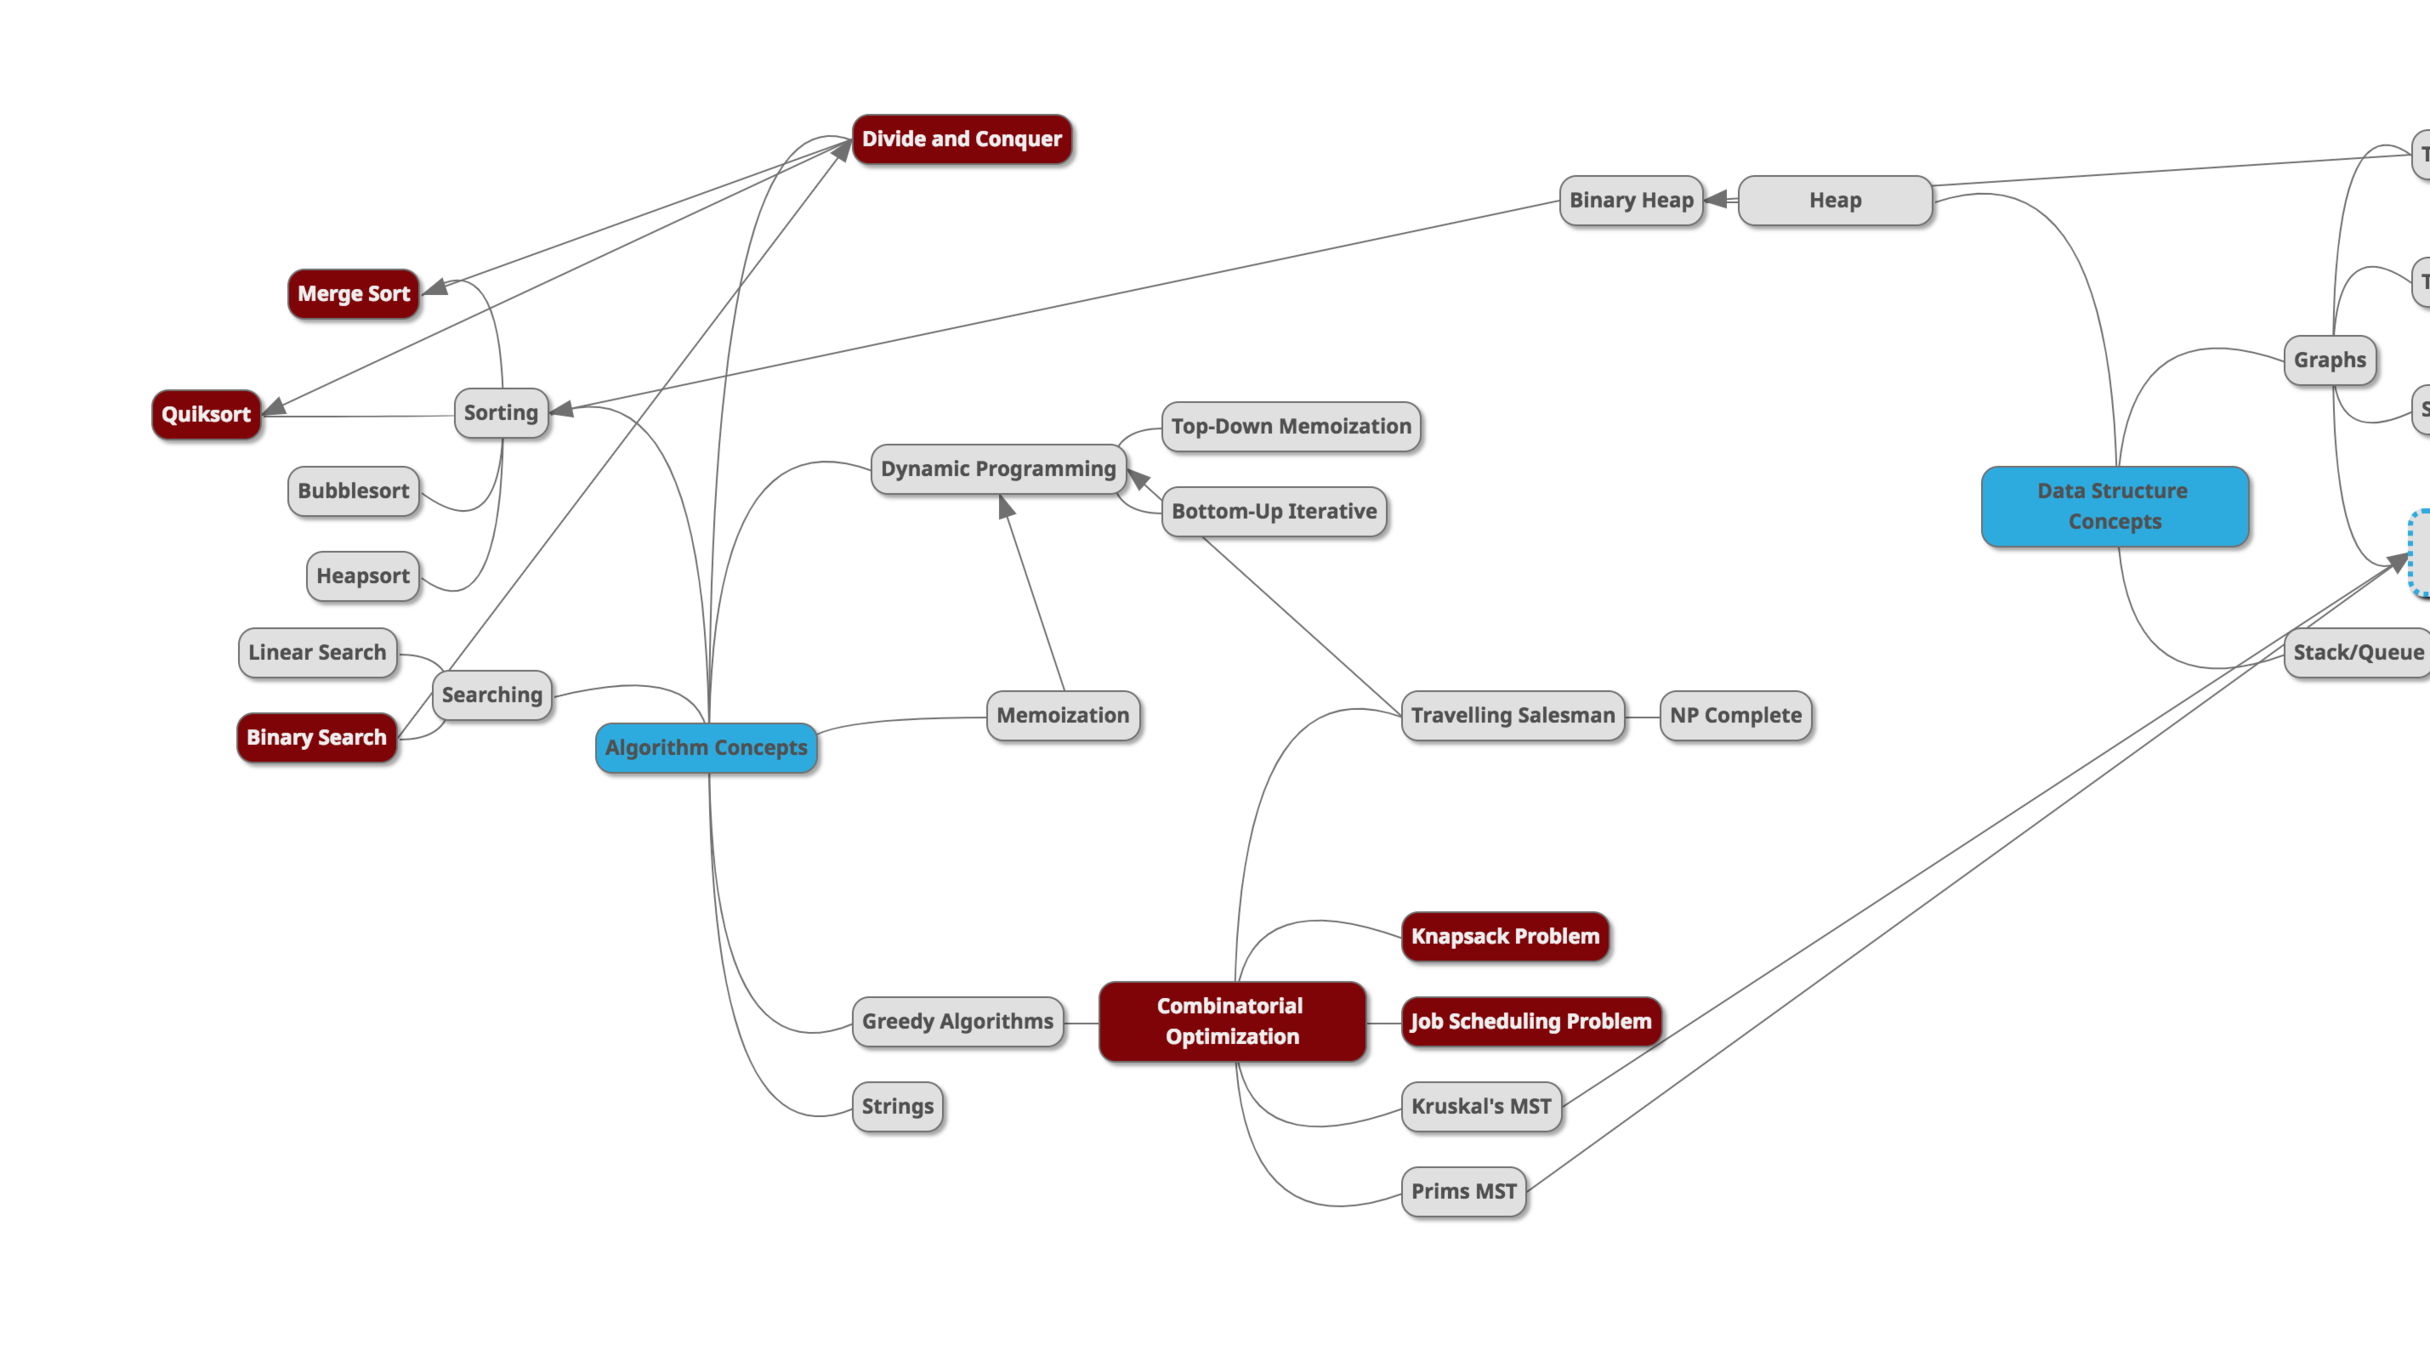 Divide and Conquer
Binary Heap
Heap
Merge Sort
Graphs
Quiksort
Sorting
Top-Down Memoization
Dynamic Programming
Bubblesort
Bottom-Up Iterative
Data Structure
Concepts
Heapsort
Linear Search
Stack/Queue
Searching
Memoization
Travelling Salesman
NP Complete
Binary Search
Algorithm Concepts
Knapsack Problem
Greedy Algorithms
Combinatorial
Optimization
Job Scheduling Problem
Strings
Kruskal's MST
Prims MST